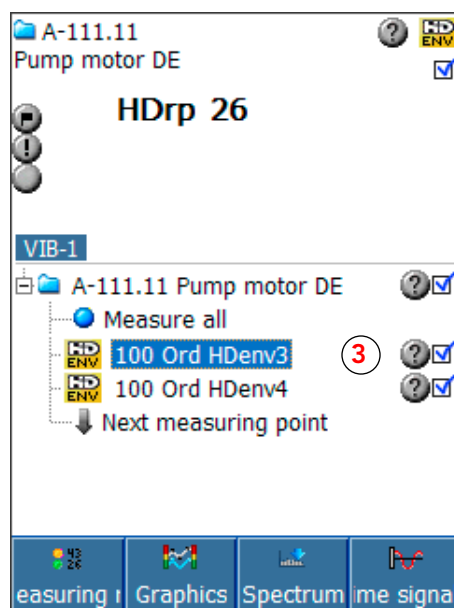 A-111.11
HD
ENV
Pump motor DE
HDrp 26
VIB-1
A-111.11 Pump motor DE
Measure all
HD
ENV
100 Ord HDenv3
3
HD
ENV
100 Ord HDenv4
Next measuring point
easuring r
Graphics
Spectrum
ime signa